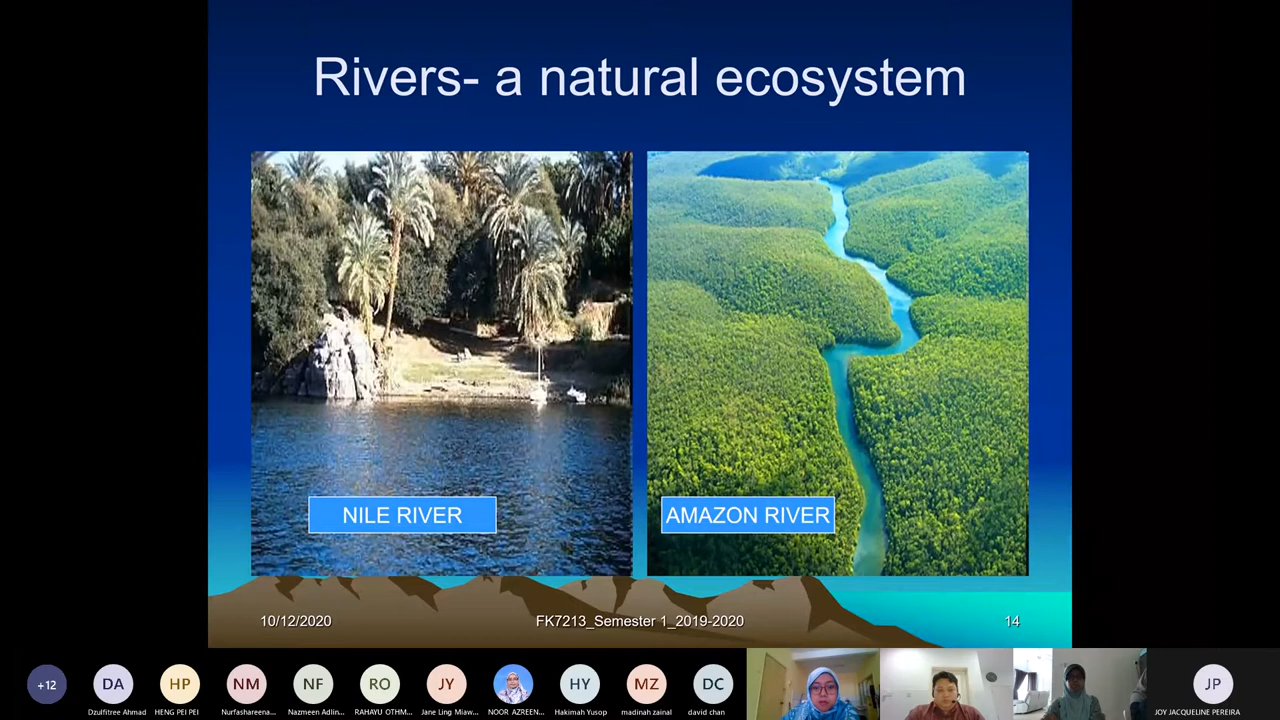 Rivers- a natural ecosystem
NILE RIVER
AMAZON RIVER
10/12/2020
FK7213_Semester 1_2019-2020
14
+12
DA
HP
NM
NF
RO
JY
HY
MZ
DC
JP
Dzulfitree Ahmad
HENG PEI PEI
Nurfashareena...
Nazmeen Adlin...
RAHAYU OTHM...
Jane Ling Miaw...
NOOR AZREEN...
Hakimah Yusop
madinah zainal
david chan
JOY JACQUELINE PEREIRA